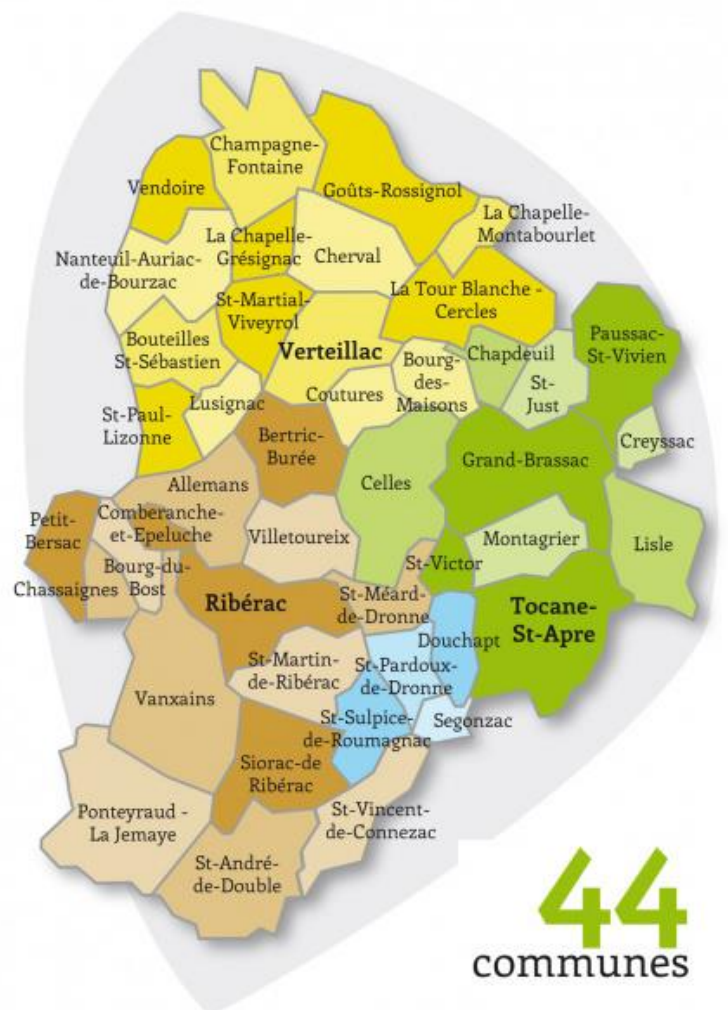 Champagne-
Fontaine
Vendoire
Goûts-Rossignol
La Chapelle-
Montabourlet
La Chapelle-
Grésignac
Cherval
Nanteuil-Auriac-
de-Bourzac
La Tour Blanche -
Cercles
St-Martial-
Viveyrol
Paussac-
St-Vivien
Bouteilles
St-Sébastien
Verteillac
Bourg-
des-
Maisons
Chapdeuil
St-
Just
Lusignac
Coutures
St-Paul-
Lizonne
Bertric-
Burée
Creyssac
Grand-Brassac
Allemans
Celles
Petit-
Bersac
Comberanche-
et-Epeluche
Villetoureix
Montagrier
Lisle
St-Victor
Chassaignes
Bourg-du-
Bost
Ribérac
St-Méard-
de-Dronne
Tocane-
St-Apre
Douchapt
St-Martin-
de-Ribérac
St-Pardoux-
de-Dronne
Vanxains
St-Sulpice-
de-Roumagnac
Segonzac
Siorac-de
Ribérac
Ponteyraud -
La Jemaye
St-Vincent-
de-Connezac
St-André-
de-Double
44
communes